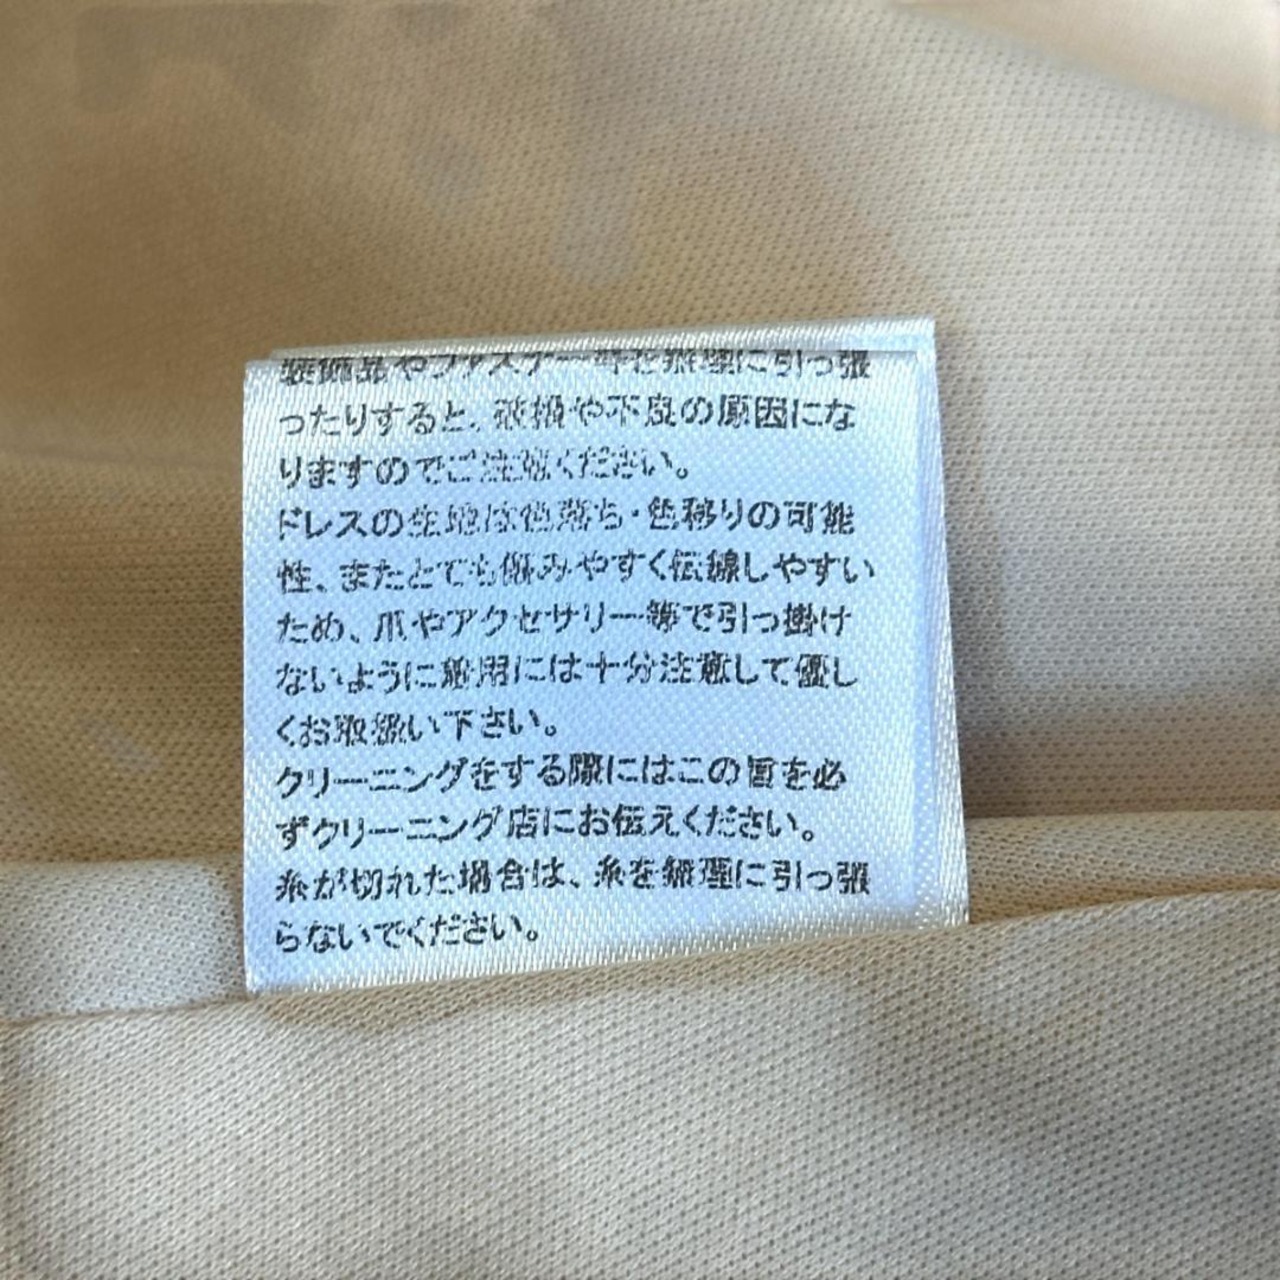 装飾品やファスナー等を無理に引っ張
ったりすると、破損や不良の原因にな
りますのでご注意ください。
ドレスの生地は色落ち・色移りの可能
性、またとても傷みやすく伝線しやすい
ため、爪やアクセサリー等で引っ掛け
ないように着用には十分注意して優し
くお取扱い下さい。
クリーニングをする際にはこの旨を必
ずクリーニング店にお伝えください。
糸が切れた場合は、糸を無理に引っ張
らないでください。